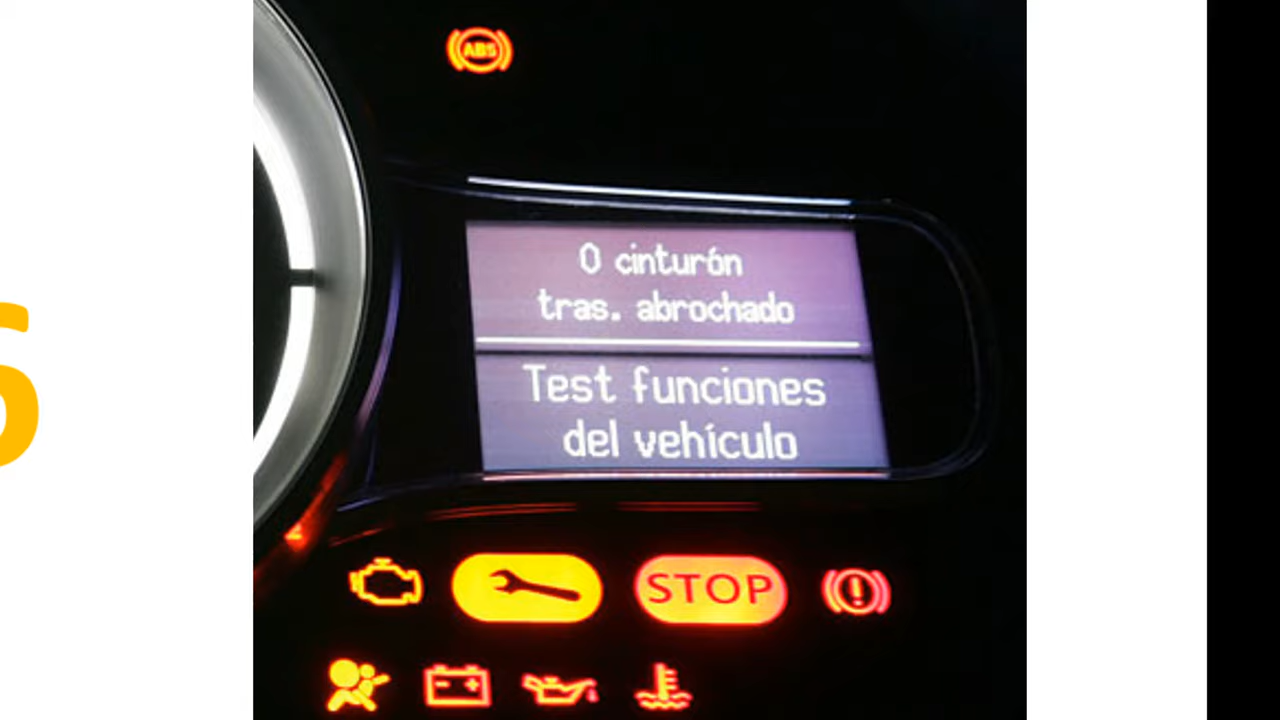 ABS
0 cinturón
tras. abrochado
Test funciones
del vehículo
STOP